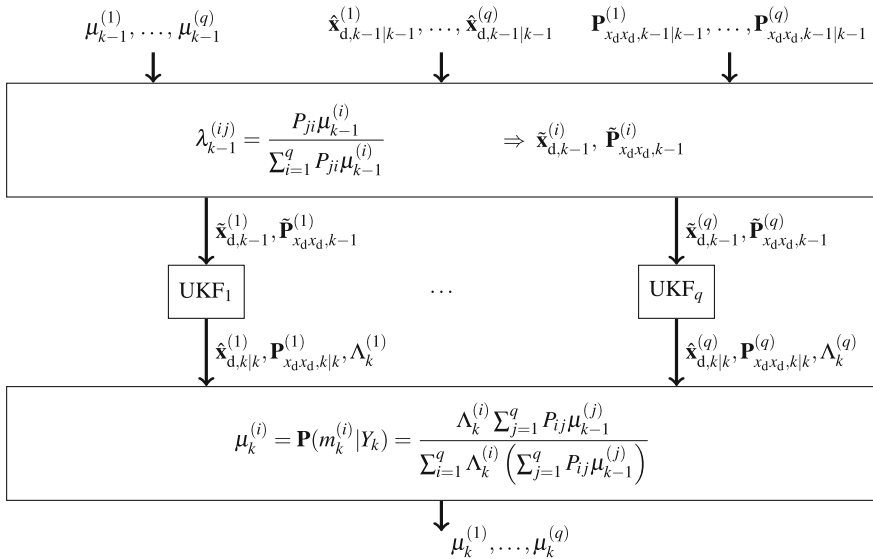 μ_{k−1}^{(1)}, …, μ_{k−1}^{(q)}   x̂_{d,k−1|k−1}^{(1)}, …, x̂_{d,k−1|k−1}^{(q)}   P_{x_d x_d,k−1|k−1}^{(1)}, …, P_{x_d x_d,k−1|k−1}^{(q)}
λ_{k−1}^{(ij)} = \frac{P_{ji} μ_{k−1}^{(i)}}{∑_{i=1}^{q} P_{ji} μ_{k−1}^{(i)}}   ⇒ x̃_{d,k−1}^{(i)}, P̃_{x_d x_d,k−1}^{(i)}
x̃_{d,k−1}^{(1)}, P̃_{x_d x_d,k−1}^{(1)}   x̃_{d,k−1}^{(q)}, P̃_{x_d x_d,k−1}^{(q)}
UKF_1   …   UKF_q
x̂_{d,k|k}^{(1)}, P_{x_d x_d,k|k}^{(1)}, Λ_k^{(1)}   x̂_{d,k|k}^{(q)}, P_{x_d x_d,k|k}^{(q)}, Λ_k^{(q)}
μ_k^{(i)} = P(m_k^{(i)}|Y_k) = \frac{Λ_k^{(i)} ∑_{j=1}^{q} P_{ij} μ_{k−1}^{(j)}}{∑_{i=1}^{q} Λ_k^{(i)} (∑_{j=1}^{q} P_{ij} μ_{k−1}^{(j)})}
μ_k^{(1)}, …, μ_k^{(q)}